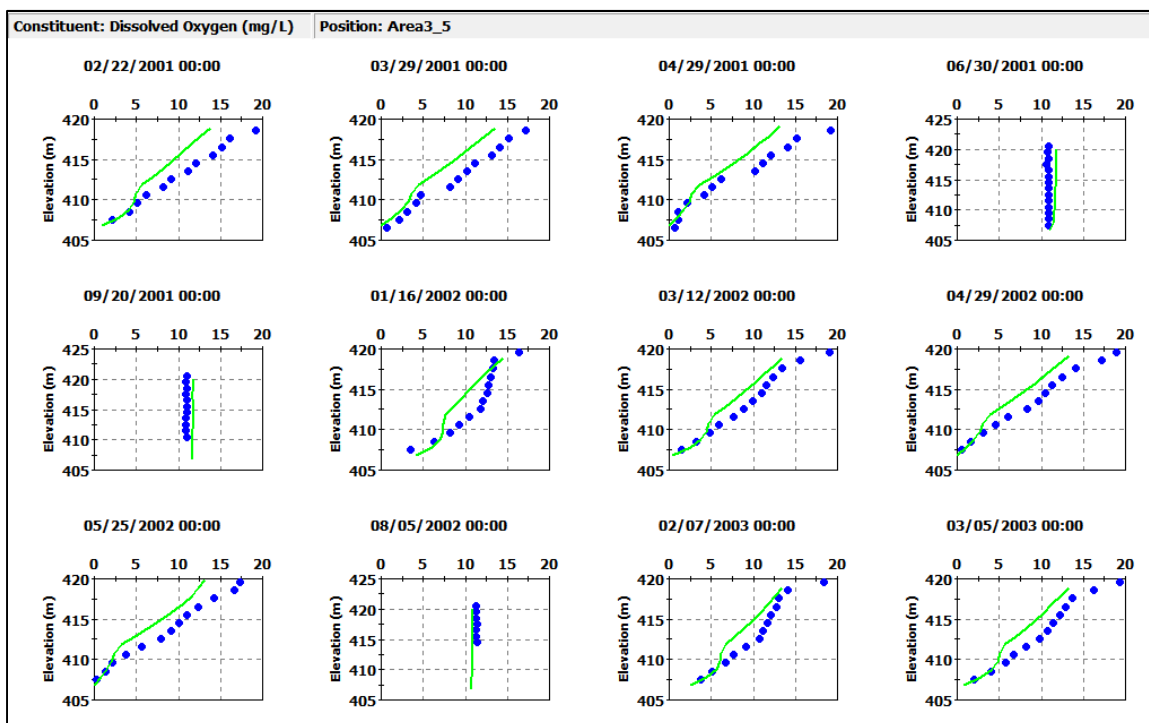 Constituent: Dissolved Oxygen (mg/L) Position: Area3_5
02/22/2001 00:00 03/29/2001 00:00 04/29/2001 00:00 06/30/2001 00:00
0 5 10 15 20 0 5 10 15 20 0 5 10 15 20 0 5 10 15 20
420 420 420 425
415 415 415 420
410 410 410 415
405 405 405 410
405
Elevation (m) Elevation (m) Elevation (m) Elevation (m)
09/20/2001 00:00 01/16/2002 00:00 03/12/2002 00:00 04/29/2002 00:00
0 5 10 15 20 0 5 10 15 20 0 5 10 15 20 0 5 10 15 20
425 420 420 420
420 415 415 415
415 410 410 410
410 405 405 405
405
Elevation (m) Elevation (m) Elevation (m) Elevation (m)
05/25/2002 00:00 08/05/2002 00:00 02/07/2003 00:00 03/05/2003 00:00
0 5 10 15 20 0 5 10 15 20 0 5 10 15 20 0 5 10 15 20
420 425 420 420
415 420 415 415
410 415 410 410
405 410 405 405
405
Elevation (m) Elevation (m) Elevation (m) Elevation (m)